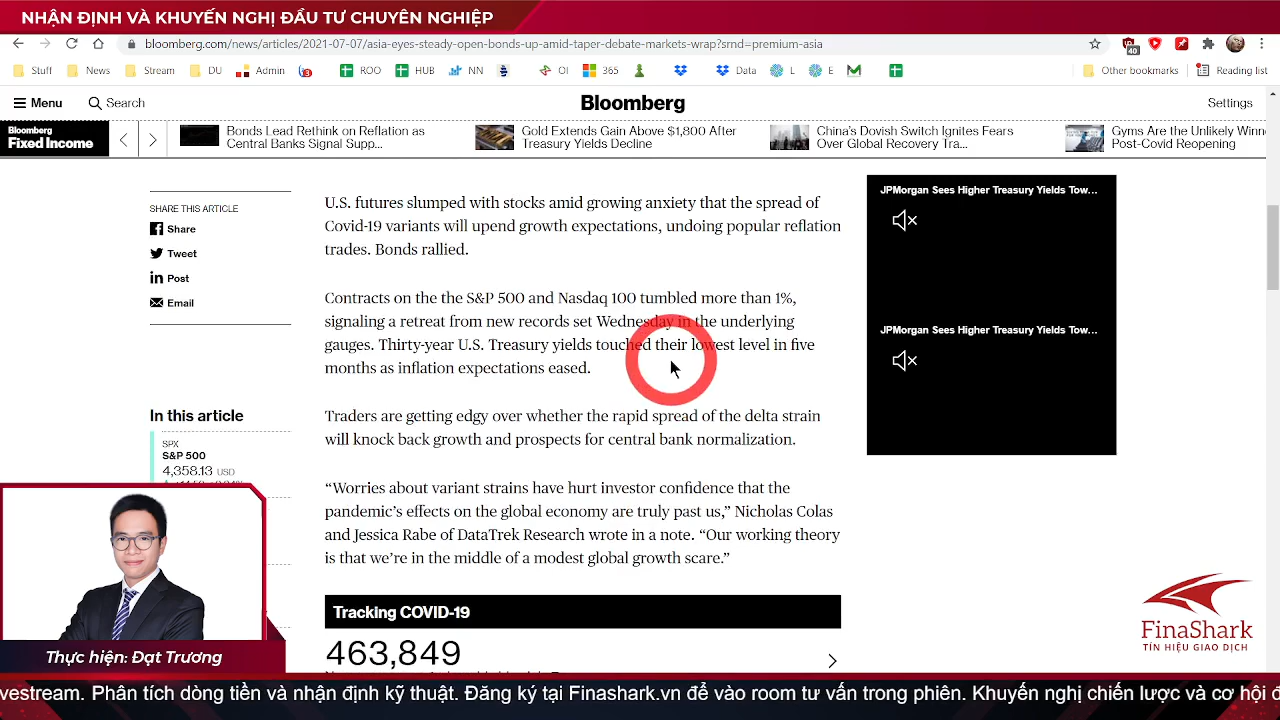 NHẬN ĐỊNH VÀ KHUYẾN NGHỊ ĐẦU TƯ CHUYÊN NGHIỆP
bloomberg.com/news/articles/2021-07-07/asia-eyes-steady-open-bonds-up-amid-taper-debate-markets-wrap?srnd=premium-asia
40
Stuff News Stream DU Admin ROO HUB NN OI 365 Data L E Other bookmarks Reading list
Menu Search Bloomberg Settings
Bloomberg
Fixed Income
Bonds Lead Rethink on Reflation as
Central Banks Signal Supp...
Gold Extends Gain Above $1,800 After
Treasury Yields Decline
China's Dovish Switch Ignites Fears
Over Global Recovery Tra...
Gyms Are the Unlikely Winn
Post-Covid Reopening
SHARE THIS ARTICLE
Share
Tweet
Post
Email
U.S. futures slumped with stocks amid growing anxiety that the spread of
Covid-19 variants will upend growth expectations, undoing popular reflation
trades. Bonds rallied.
Contracts on the the S&P 500 and Nasdaq 100 tumbled more than 1%,
signaling a retreat from new records set Wednesday in the underlying
gauges. Thirty-year U.S. Treasury yields touched their lowest level in five
months as inflation expectations eased.
Traders are getting edgy over whether the rapid spread of the delta strain
will knock back growth and prospects for central bank normalization.
“Worries about variant strains have hurt investor confidence that the
pandemic’s effects on the global economy are truly past us,” Nicholas Colas
and Jessica Rabe of DataTrek Research wrote in a note. “Our working theory
is that we’re in the middle of a modest global growth scare.”
Tracking COVID-19
463,849
JPMorgan Sees Higher Treasury Yields Tow...
JPMorgan Sees Higher Treasury Yields Tow...
In this article
SPX
S&P 500
4,358.13 USD
Thực hiện: Đạt Trương
FinaShark
TÍN HIỆU GIAO DỊCH
vestream. Phân tích dòng tiền và nhận định kỹ thuật. Đăng ký tại Finashark.vn để vào room tư vấn trong phiên. Khuyến nghị chiến lược và cơ hội